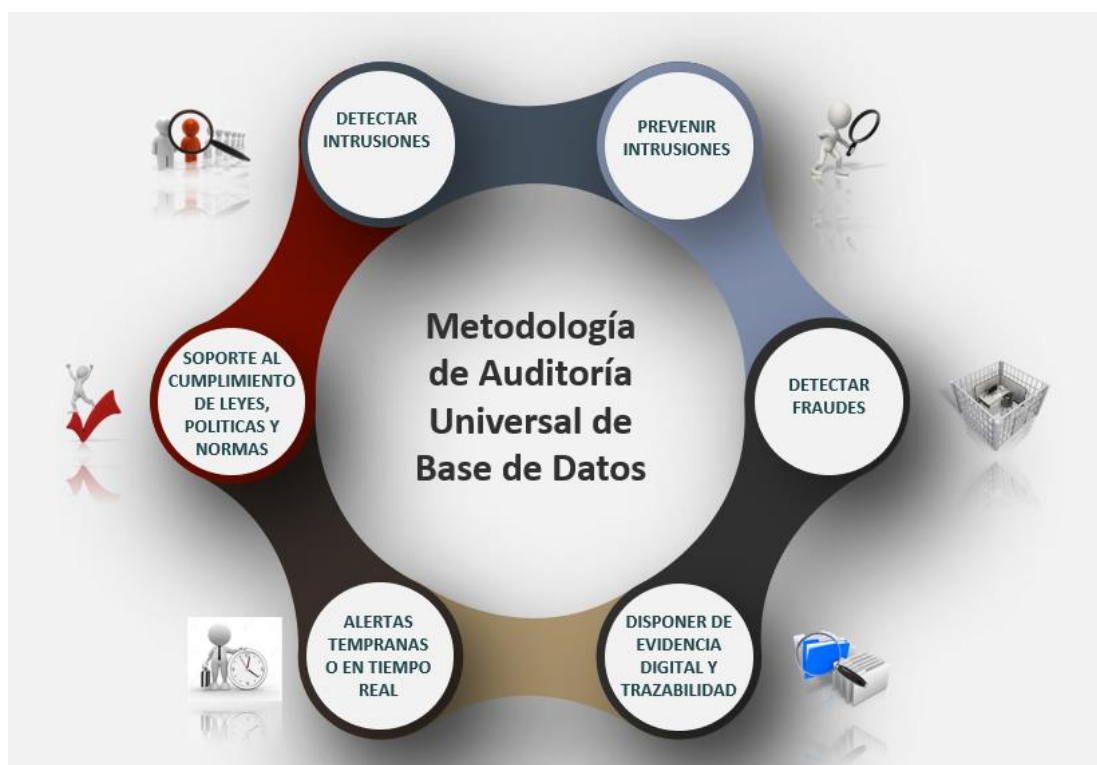 DETECTAR
INTRUSIONES
PREVENIR
INTRUSIONES
Metodología
de Auditoría
Universal de
Base de Datos
SOPORTE AL
CUMPLIMIENTO
DE LEYES,
POLITICAS Y
NORMAS
DETECTAR
FRAUDES
ALERTAS
TEMPRANAS
O EN TIEMPO
REAL
DISPONER DE
EVIDENCIA
DIGITAL Y
TRAZABILIDAD